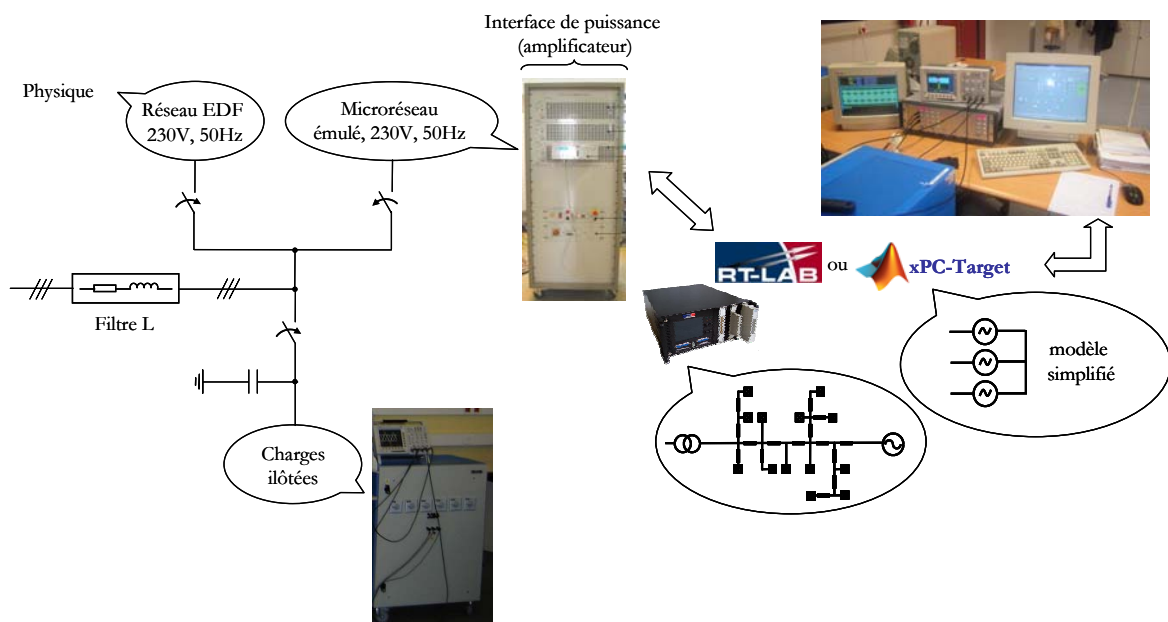 Interface de puissance
(amplificateur)
Physique
Réseau EDF
230V, 50Hz
Microréseau
émulé, 230V, 50Hz
RT-LAB
ou
xPC-Target
Filtre L
modèle
simplifié
Charges
ilôtées